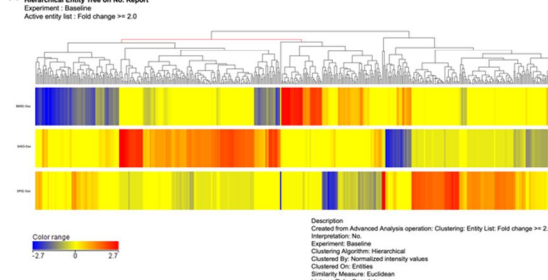 Hierarchical Entity Tree on No. Report
Experiment : Baseline
Active entity list : Fold change >= 2.0
Color range
-2.7 0 2.7
Description
Created from Advanced Analysis operation: Clustering: Entity List: Fold change >= 2.
Interpretation: No.
Experiment: Baseline
Clustering Algorithm: Hierarchical
Clustered By: Normalized intensity values
Clustered On: Entities
Similarity Measure: Euclidean